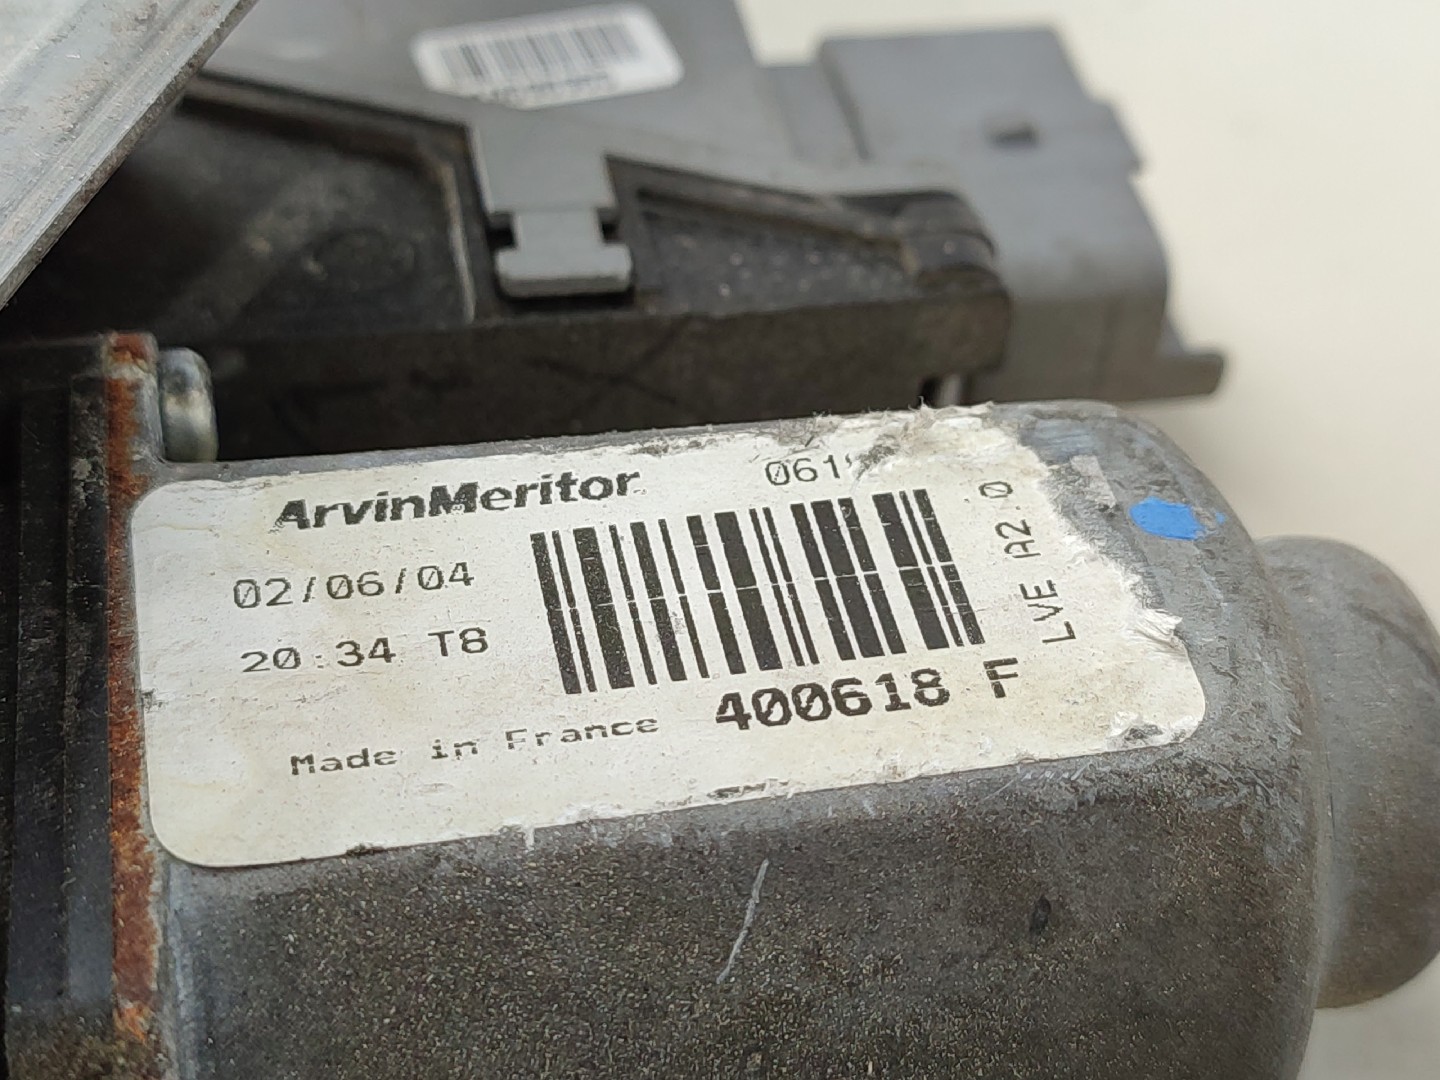 ArvinMeritor
02/06/04
20:34 T8
Made in France
400618 F
LVE A2.0